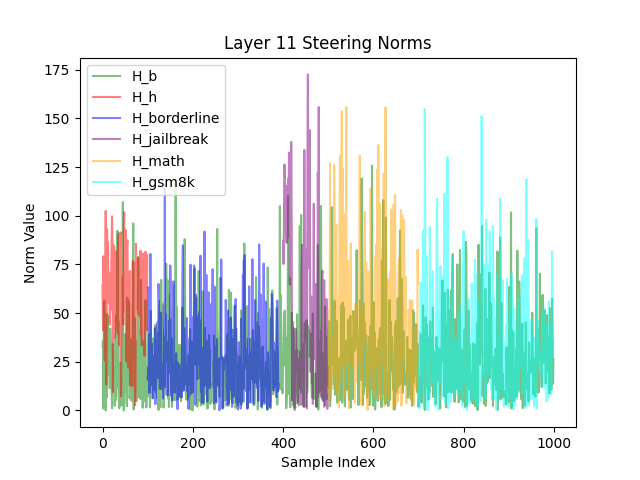 Layer 11 Steering Norms
H_b
H_h
H_borderline
H_jailbreak
H_math
H_gsm8k
Norm Value
175
150
125
100
75
50
25
0
0 200 400 600 800 1000
Sample Index